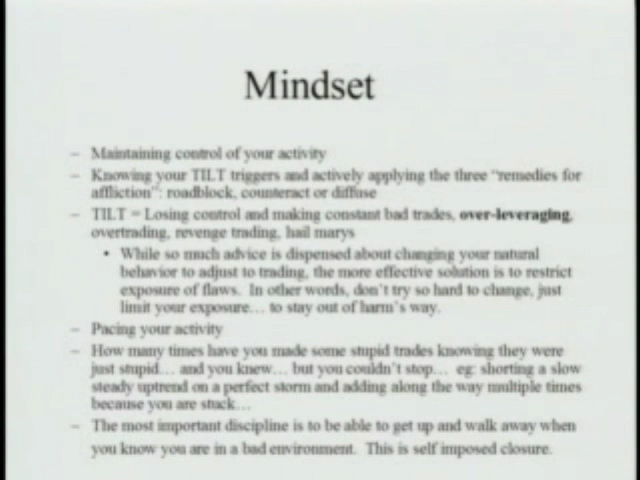 Mindset
– Maintaining control of your activity
– Knowing your TILT triggers and actively applying the three “remedies for
affliction”: roadblock, counteract or diffuse
– TILT = Losing control and making constant bad trades, over-leveraging,
overtrading, revenge trading, hail marys
• While so much advice is dispensed about changing your natural
behavior to adjust to trading, the more effective solution is to restrict
exposure of flaws.  In other words, don’t try so hard to change, just
limit your exposure… to stay out of harm’s way.
– Pacing your activity
– How many times have you made some stupid trades knowing they were
just stupid… and you knew… but you couldn’t stop…  eg: shorting a slow
steady uptrend on a perfect storm and adding along the way multiple times
because you are stuck…
– The most important discipline is to be able to get up and walk away when
you know you are in a bad environment.  This is self imposed closure.